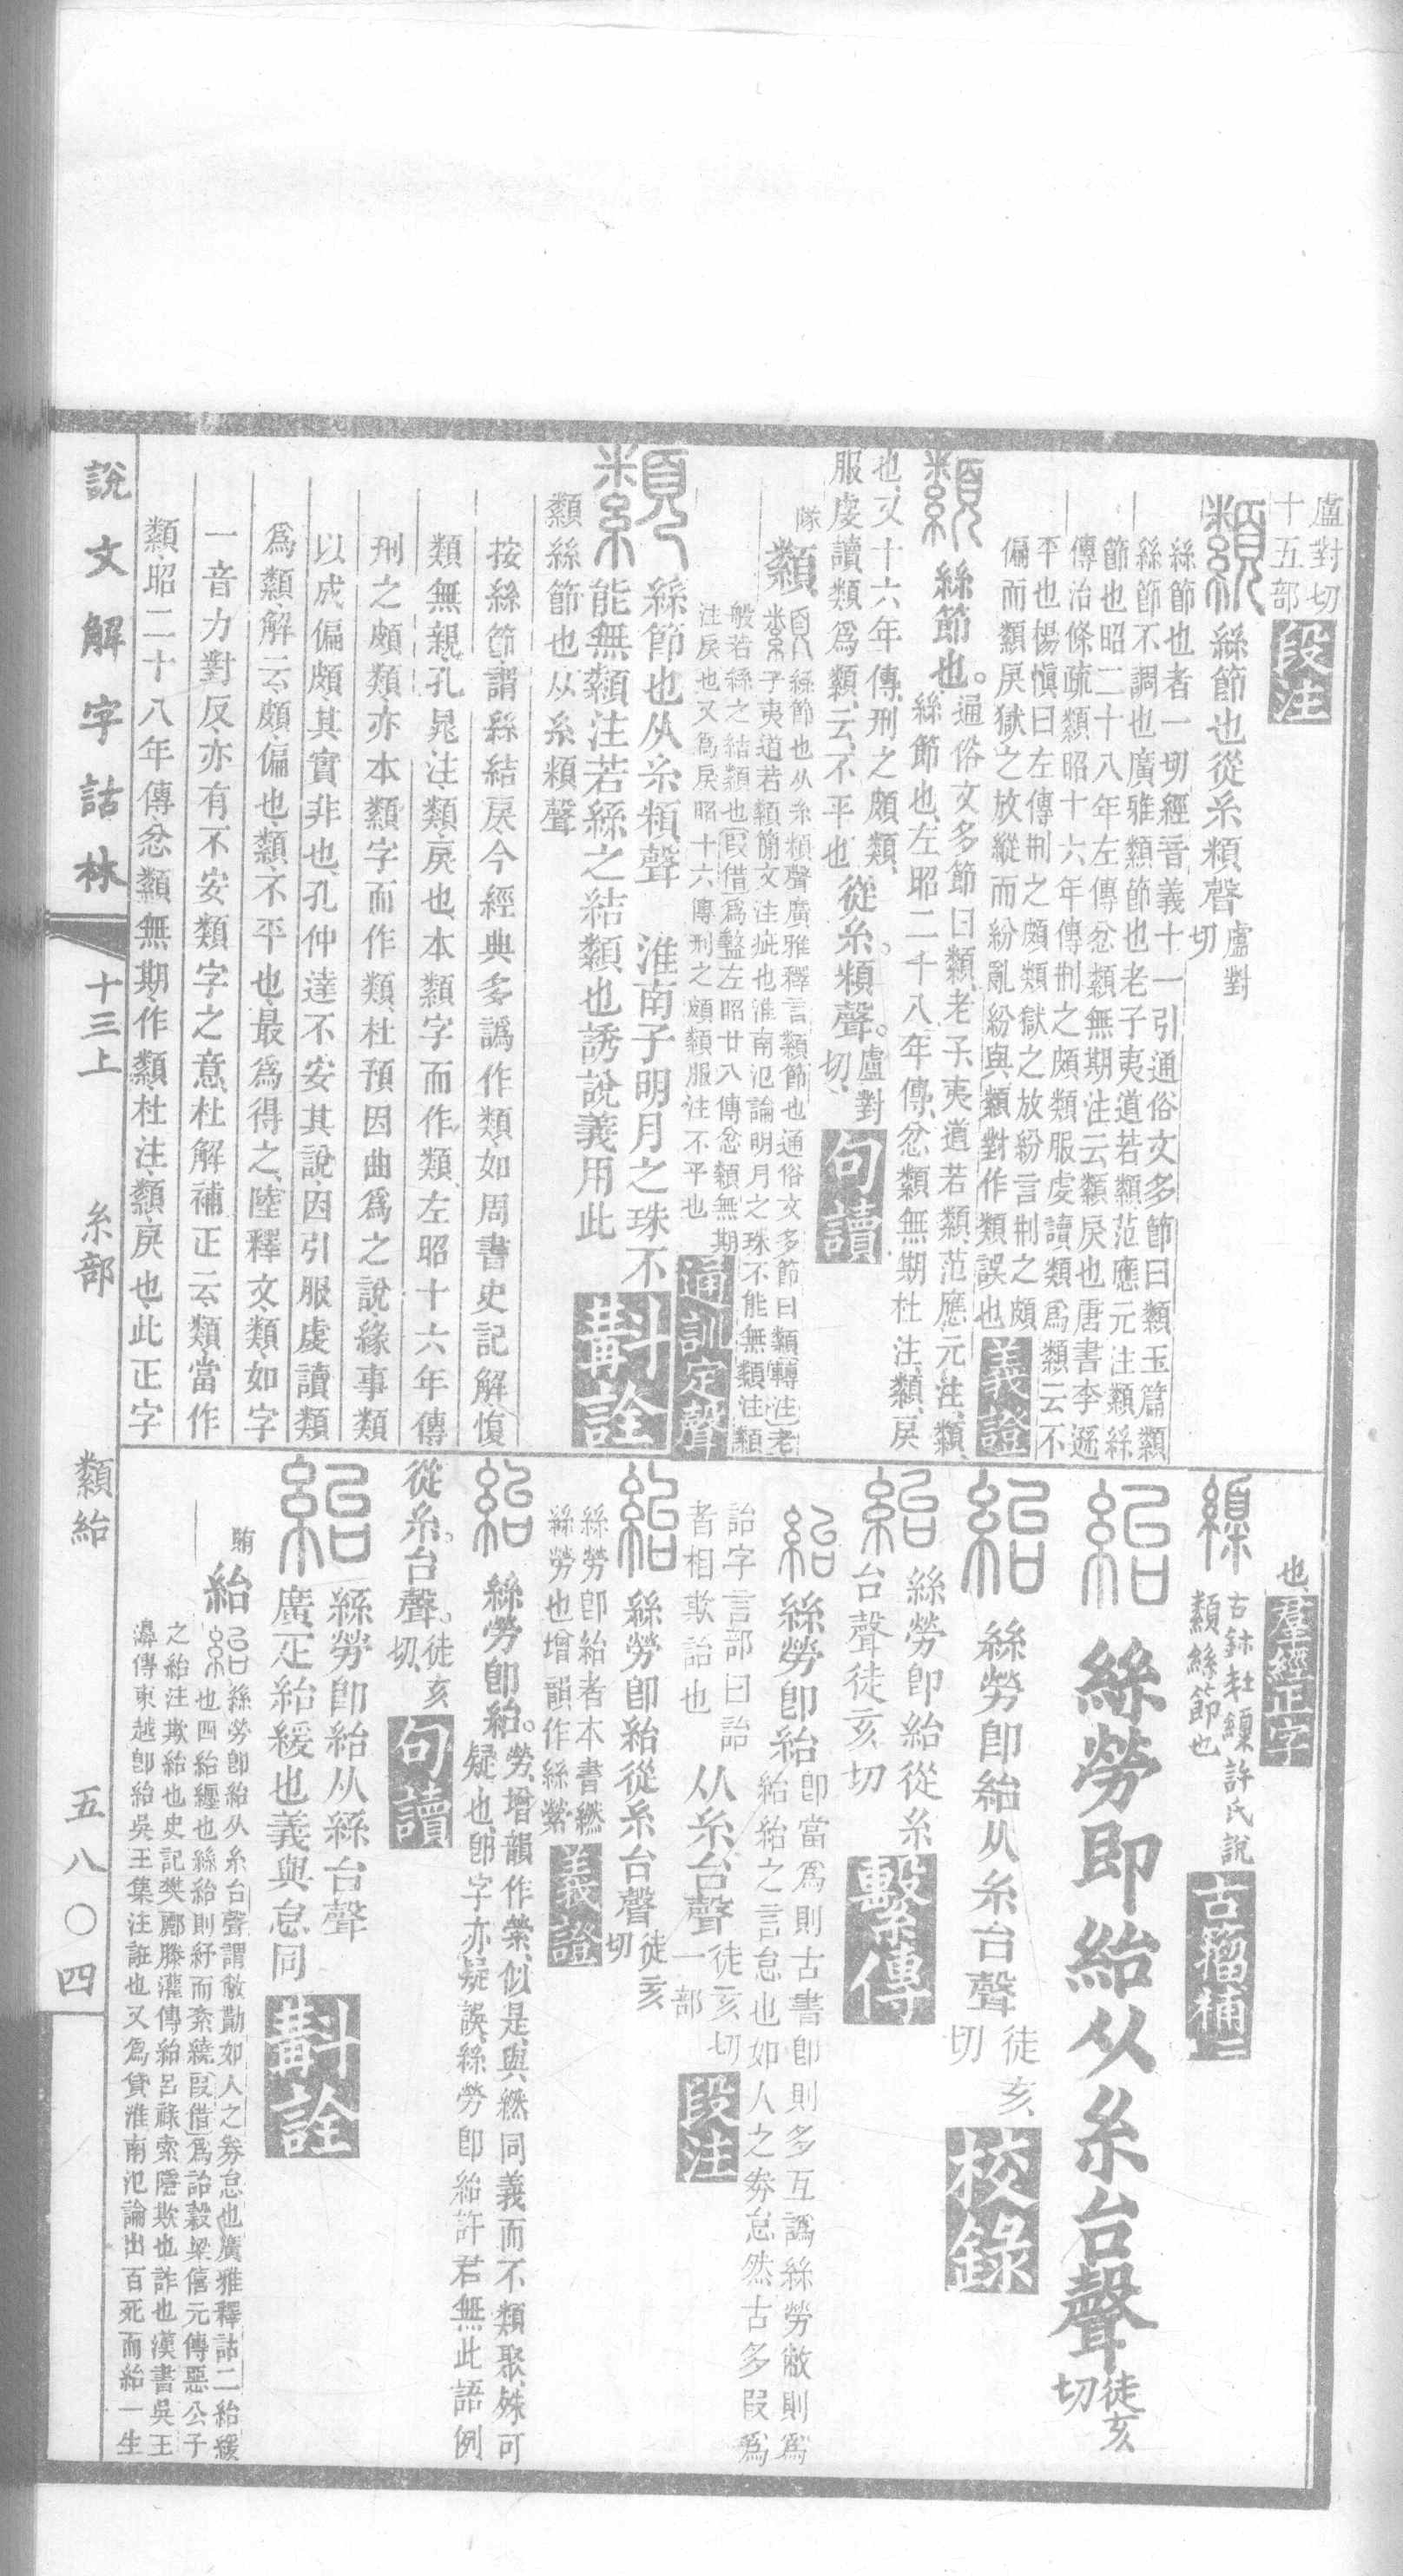 盧對切
十五部 段注
纇 絲節也從糸頪聲 盧對切
絲節也者一切經音義十一引通俗文多節曰纇玉篇纇
絲節不調也廣雅纇節也老子夷道若纇范應元注纇絲
節也昭二十八年左傳忿纇無期注云纇戾也唐書李遜
傳治條疏纇昭十六年傳刑之頗類服虔讀類爲纇云不
平也楊愼曰左傳刑之頗類獄之放紛言刑之頗
偏而纇戾獄之放縱而紛亂紛與纇對作類誤也 義證
纇 絲節也。通俗文多節曰纇、老子、夷道若纇、范應元注、纇、
絲節也、左昭二十八年傳、忿纇無期杜注、纇、戾
也、又十六年傳、刑之頗類、從糸。頪聲。盧對切、 句讀
服虔讀類爲纇、云、不平也
隊 纇 絲節也从糸頪聲廣雅釋言纇節也通俗文多節曰纇轉注老
子夷道若纇簡文注疵也淮南氾論明月之珠不能無纇注纇
般若絲之結纇也叚借爲盭左昭廿八傳忿纇無期
注戾也又爲戾昭十六傳刑之頗類服注不平也 通訓定聲
纇 絲節也从糸頪聲 淮南子明月之珠不
能無纇注若絲之結纇也誘說義用此 斠詮
纇絲節也从糸頪聲
按絲節、謂絲結戾、今經典多譌作類、如周書史記解、愎
類無親、孔晁注、類、戾也、本纇字而作類、左昭十六年傳
刑之頗類、亦本纇字而作類、杜預因曲爲之說、緣事類
以成偏頗、其實非也、孔仲達不安其說、因引服虔讀類
爲纇、解云、頗、偏也、纇、不平也、最爲得之、陸釋文、類、如字
一音力對反、亦有不安類字之意、杜解補正云、類當作
纇、昭二十八年傳忿纇無期、作纇、杜注、纇、戾也、此正字
也、 羣經正字
古鉢杜 許氏說
纇絲節也 古籀補二
紿 絲勞即紿从糸台聲 徒亥切
紿 絲勞即紿从糸台聲 徒亥切 校錄
紿 絲勞即紿從糸
台聲徒亥切 繫傳
紿 絲勞即紿 即當爲則古書卽則多互譌絲勞敝則爲
紿紿之言怠也如人之劵怠然古多叚爲
詒字言部曰詒
者相欺詒也 从糸台聲 徒亥切
一部 段注
紿 絲勞即紿從糸台聲 徒亥切
絲勞即紿者本書繎
絲勞也增韻作絲縈 義證
紿 絲勞即紿。勞、增韻作縈、似是、與繎同義而不類聚、殊可
疑也、卽字亦疑誤、絲勞卽紿許君無此語例
從糸。台聲。徒亥切、 句讀
紿 絲勞卽紿从絲台聲
廣疋紿緩也義與怠同 斠詮
賄 紿 絲勞卽紿从糸台聲謂敝勩如人之劵怠也廣雅釋詁二紿緩
也四紿纏也絲紿則紓而紊繞叚借爲詒穀梁僖元傳惡公子
之紿注欺紿也史記樊酈滕灌傳紿呂祿索隱欺也詐也漢書吳王
濞傳東越卽紿吳王集注誑也又爲貸淮南氾論出百死而紿一生
說文解字詁林 十三上 糸部 纇紿 五八〇四